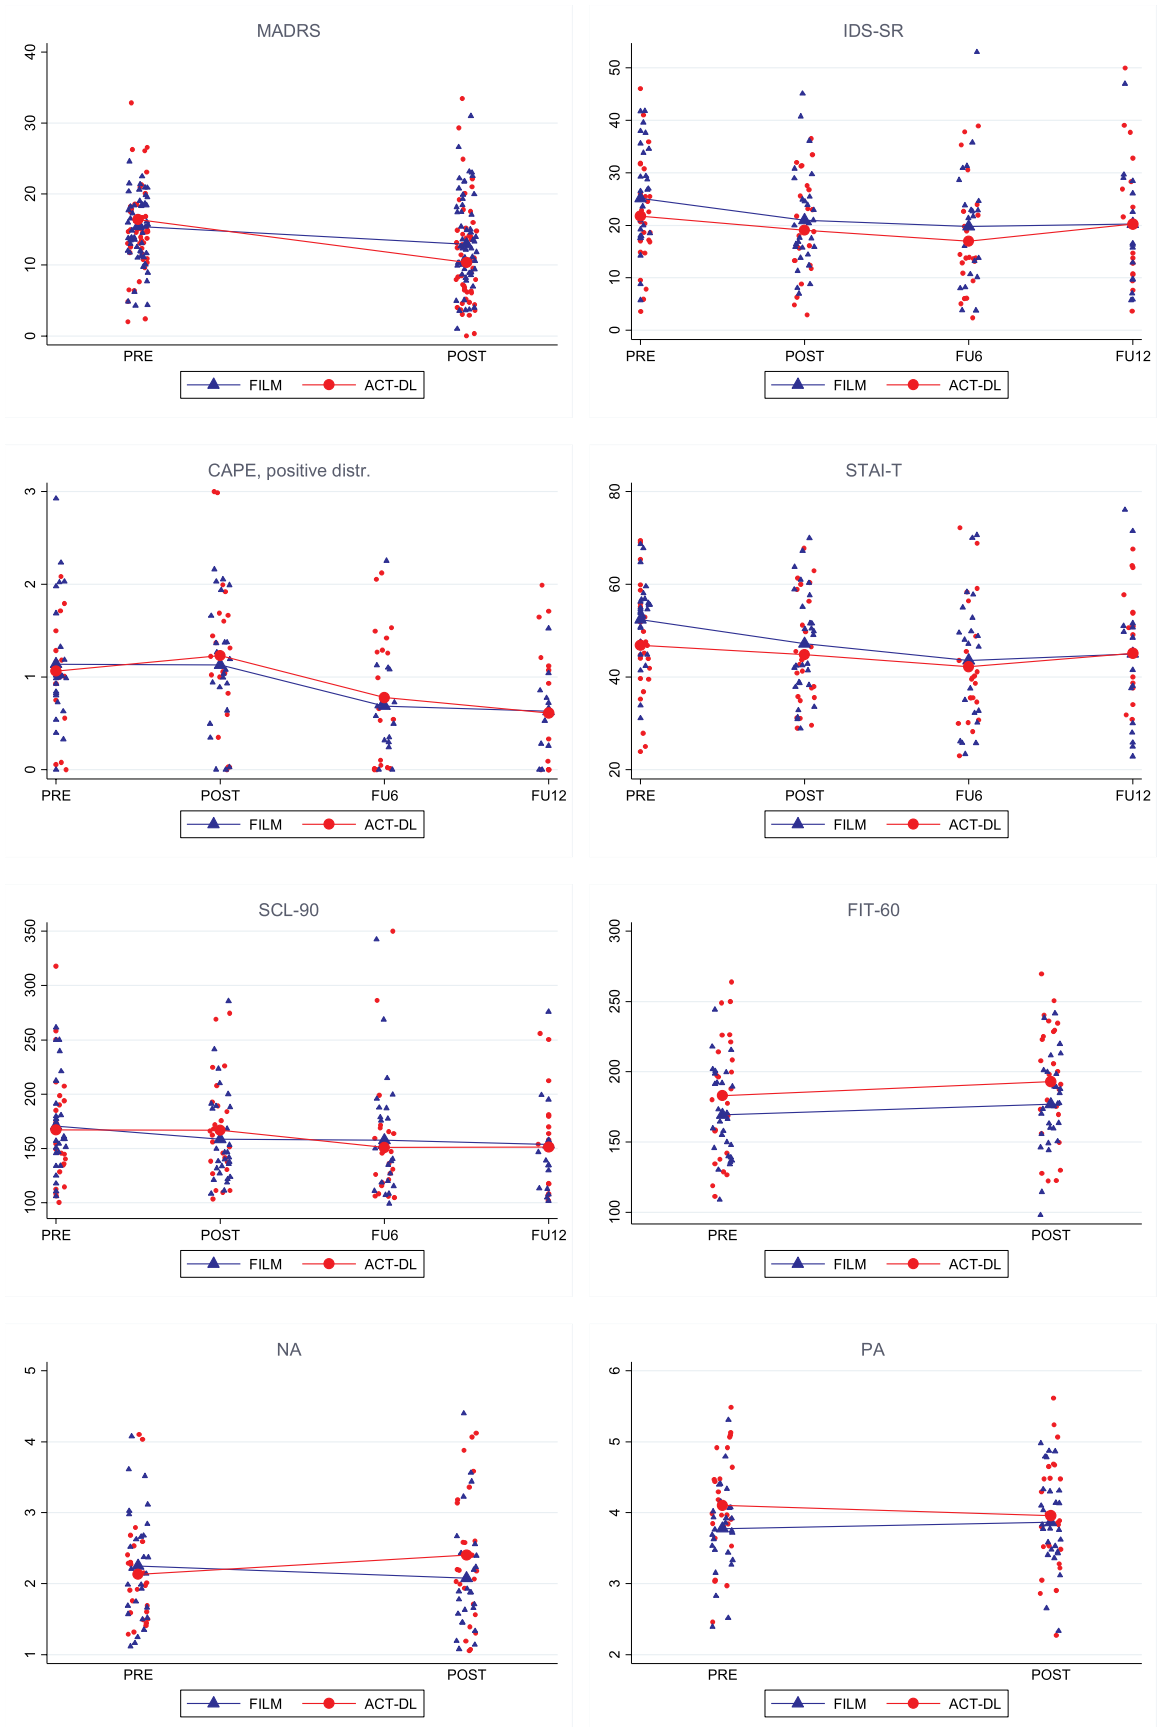 MADRS
40
30
20
10
0
PRE POST
FILM ACT-DL
IDS-SR
50
40
30
20
10
0
PRE POST FU6 FU12
FILM ACT-DL
CAPE, positive distr.
3
2
1
0
PRE POST FU6 FU12
FILM ACT-DL
STAI-T
80
60
40
20
PRE POST FU6 FU12
FILM ACT-DL
SCL-90
350
300
250
200
150
100
PRE POST FU6 FU12
FILM ACT-DL
FIT-60
300
250
200
150
100
PRE POST
FILM ACT-DL
NA
5
4
3
2
1
PRE POST
FILM ACT-DL
PA
6
5
4
3
2
PRE POST
FILM ACT-DL